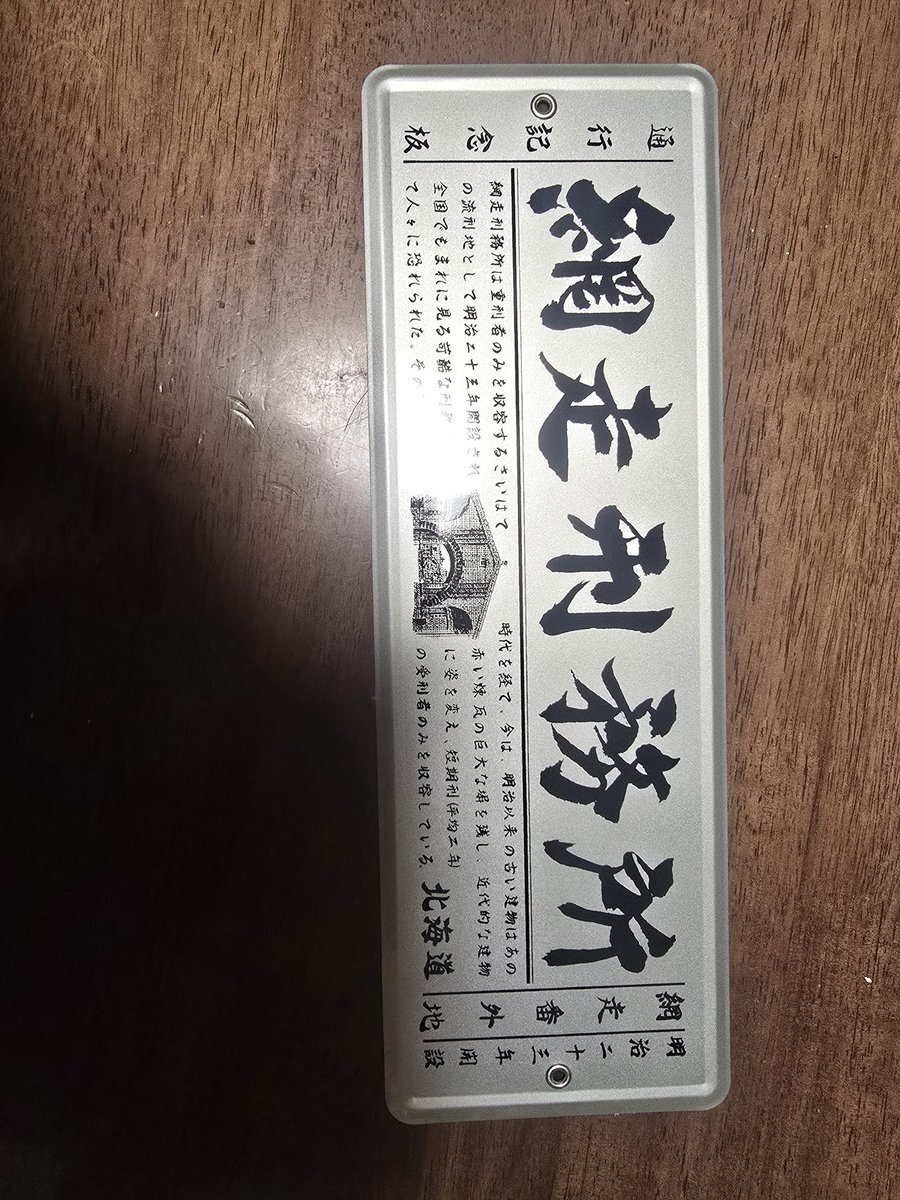 通行記念板
網走刑務所
網走刑務所は重刑者のみを収容するさいはて
の流刑地として明治二十三年開設され
全国でもまれに見る苛酷な刑務
て人々に恐れられた。その
時代を経て、今は、明治以来の古い建物はあの
赤い煉瓦の巨大な塀を残し、近代的な建物
に姿を変え、短期刑(平均二年)
の受刑者のみを収容している。
北海道
網走番外地
明治二十三年開設